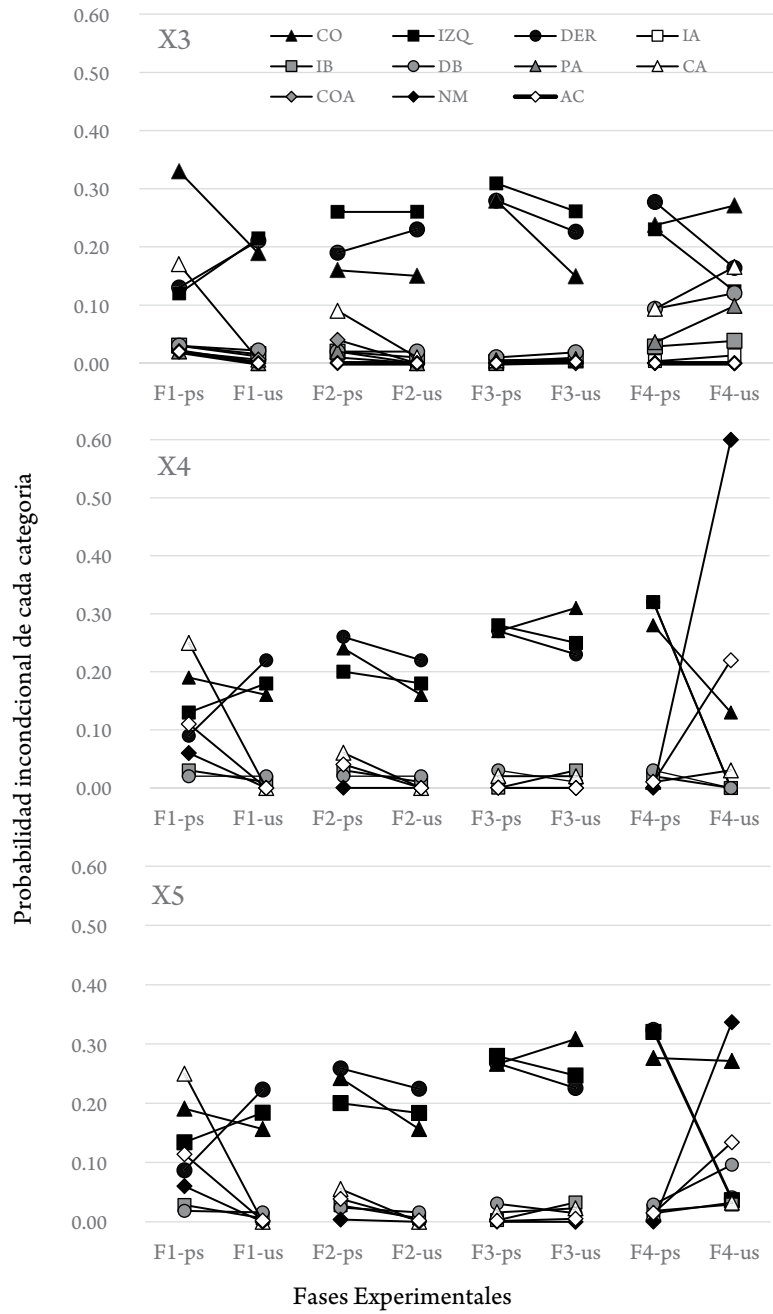 0.60
X3
CO IZQ DER IA
0.50
IB DB PA CA
COA NM AC
0.40
0.30
0.20
0.10
0.00
F1-ps F1-us F2-ps F2-us F3-ps F3-us F4-ps F4-us
0.60
X4
0.50
0.40
0.30
0.20
0.10
0.00
F1-ps F1-us F2-ps F2-us F3-ps F3-us F4-ps F4-us
Probabilidad incondcional de cada categoria
0.60
X5
0.50
0.40
0.30
0.20
0.10
0.00
F1-ps F1-us F2-ps F2-us F3-ps F3-us F4-ps F4-us
Fases Experimentales